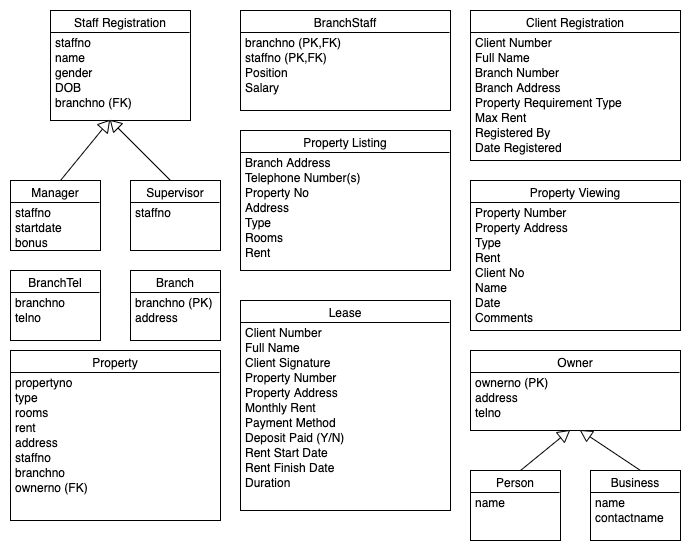 Staff Registration
staffno
name
gender
DOB
branchno (FK)
BranchStaff
branchno (PK,FK)
staffno (PK,FK)
Position
Salary
Client Registration
Client Number
Full Name
Branch Number
Branch Address
Property Requirement Type
Max Rent
Registered By
Date Registered
Property Listing
Branch Address
Telephone Number(s)
Property No
Address
Type
Rooms
Rent
Manager
staffno
startdate
bonus
Supervisor
staffno
Property Viewing
Property Number
Property Address
Type
Rent
Client No
Name
Date
Comments
BranchTel
branchno
telno
Branch
branchno (PK)
address
Lease
Client Number
Full Name
Client Signature
Property Number
Property Address
Monthly Rent
Payment Method
Deposit Paid (Y/N)
Rent Start Date
Rent Finish Date
Duration
Property
propertyno
type
rooms
rent
address
staffno
branchno
ownerno (FK)
Owner
ownerno (PK)
address
telno
Person
name
Business
name
contactname